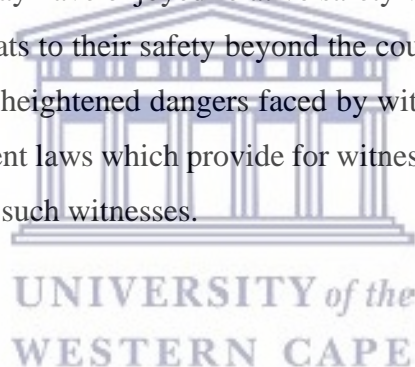 ats to their safety beyond the cou
heightened dangers faced by wit
ent laws which provide for witnes
such witnesses.
UNIVERSITY of the
WESTERN CAPE